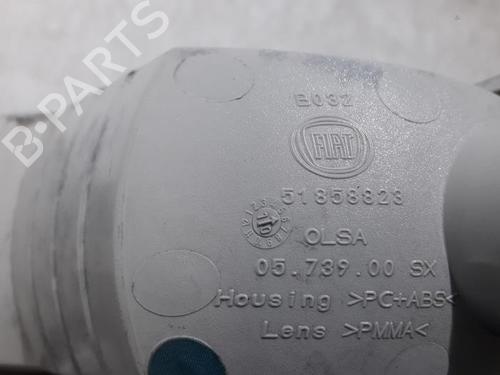 B-PARTS
B032
FIAT
51858823
OLSA
05.739.00 SX
Housing >PC+ABS<
Lens >PMMA<